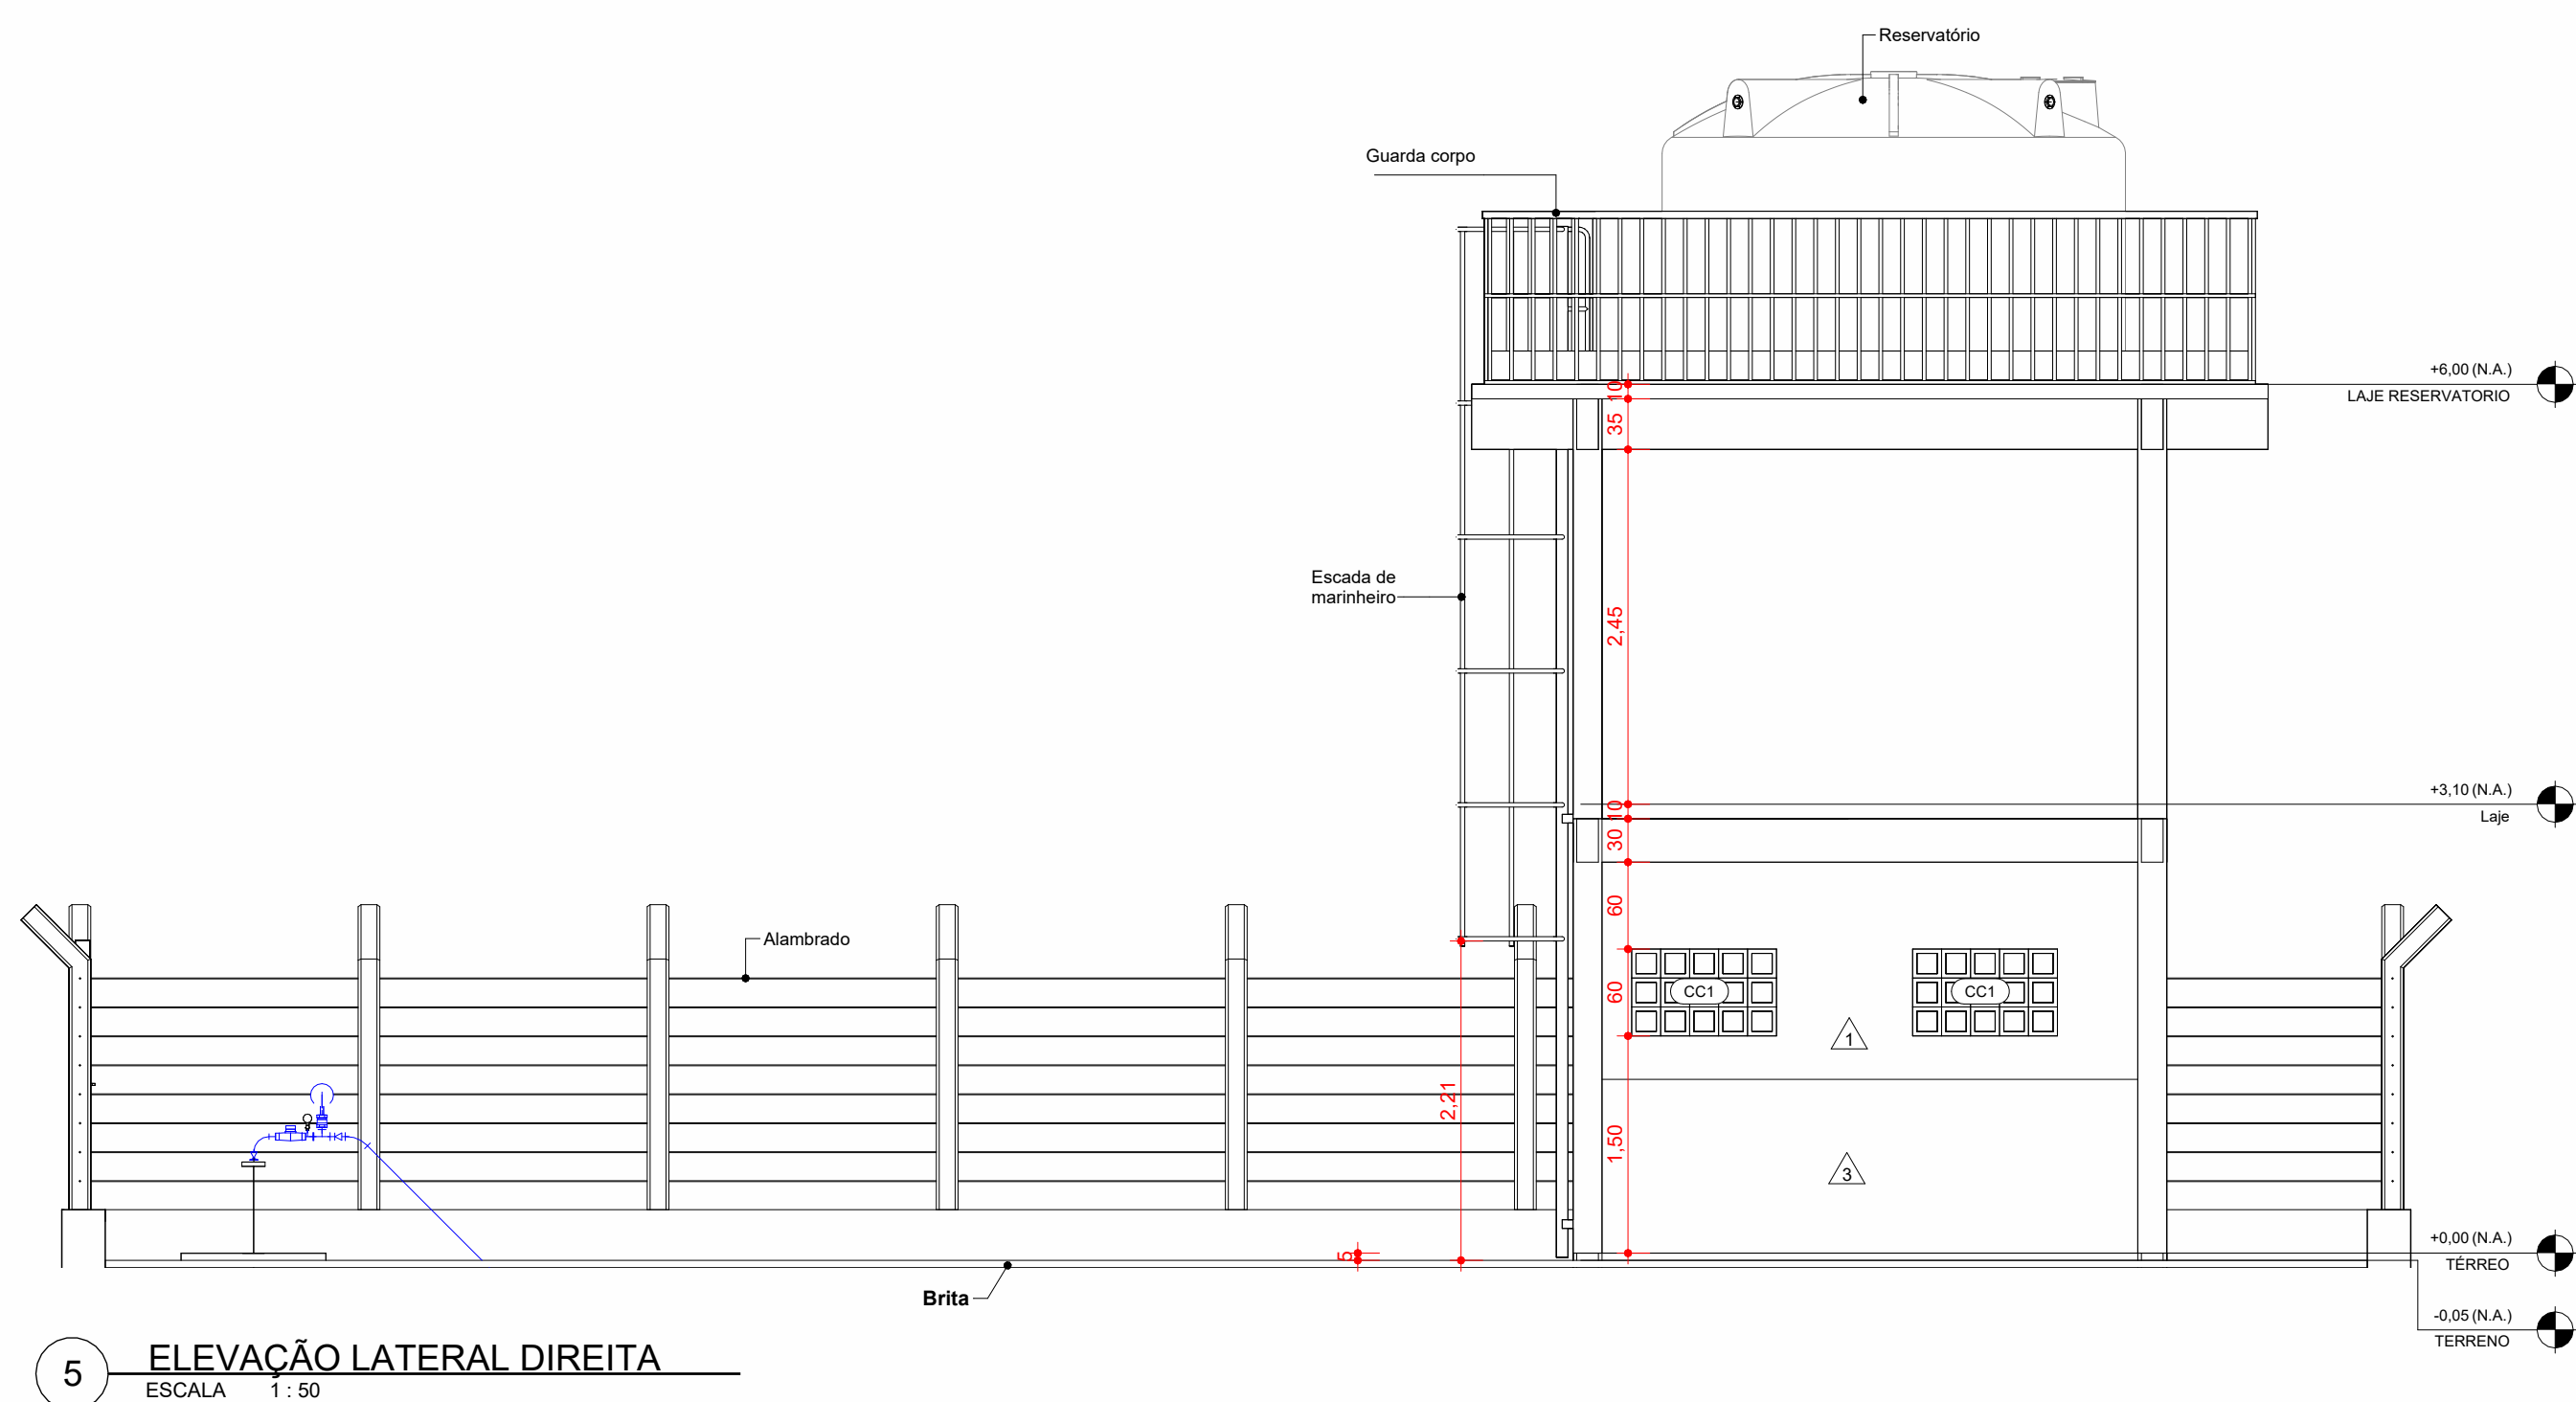 Reservatório
Guarda corpo
+6,00 (N.A.)
LAJE RESERVATORIO
10
35
Escada de
marinheiro
2,45
+3,10 (N.A.)
Laje
10
30
60
Alambrado
60
CC1
CC1
1
2,21
1,50
3
+0,00 (N.A.)
TÉRREO
5
Brita
-0,05 (N.A.)
TERRENO
5
ELEVAÇÃO LATERAL DIREITA
ESCALA 1 : 50